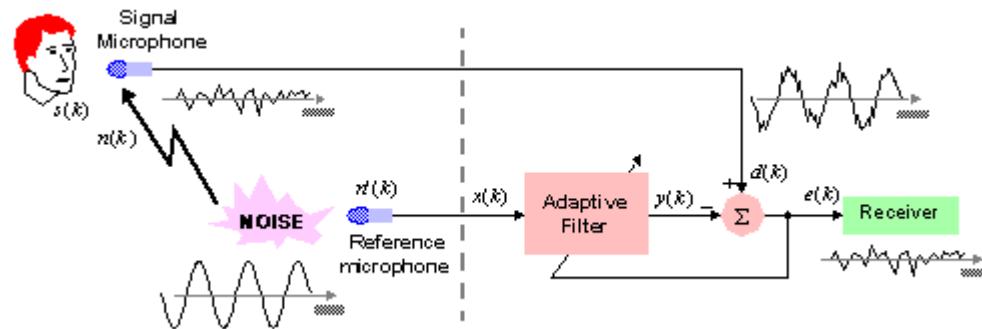 Signal
Microphone
s(k)
n(k)
NOISE
n'(k)
Reference
microphone
x(k)
Adaptive
Filter
y(k)
–
+
d(k)
Σ
e(k)
Receiver